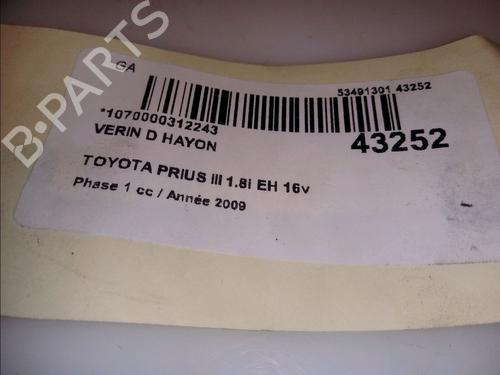 GA
53491301 43252
*1070000312243
43252
VERIN D HAYON
TOYOTA PRIUS III 1.8i EH 16v
Phase 1 cc / Année 2009
B-PARTS